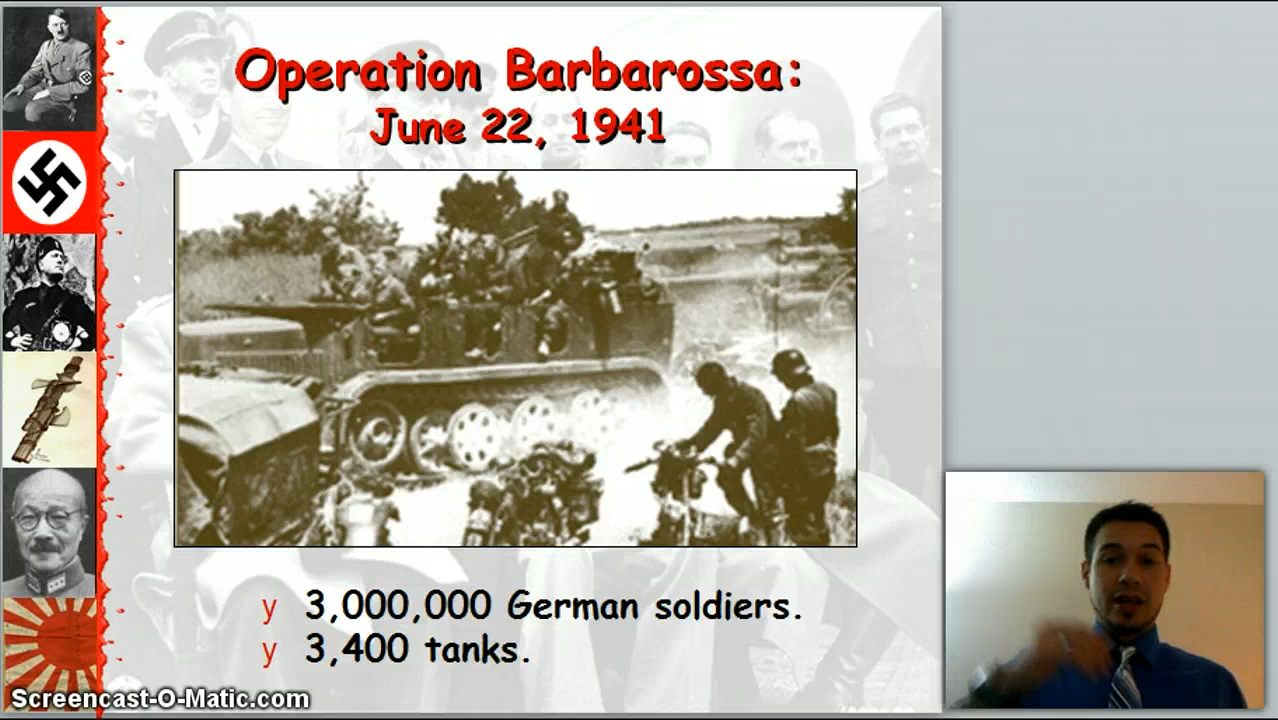 Operation Barbarossa:
June 22, 1941
y 3,000,000 German soldiers.
y 3,400 tanks.
Screencast-O-Matic.com